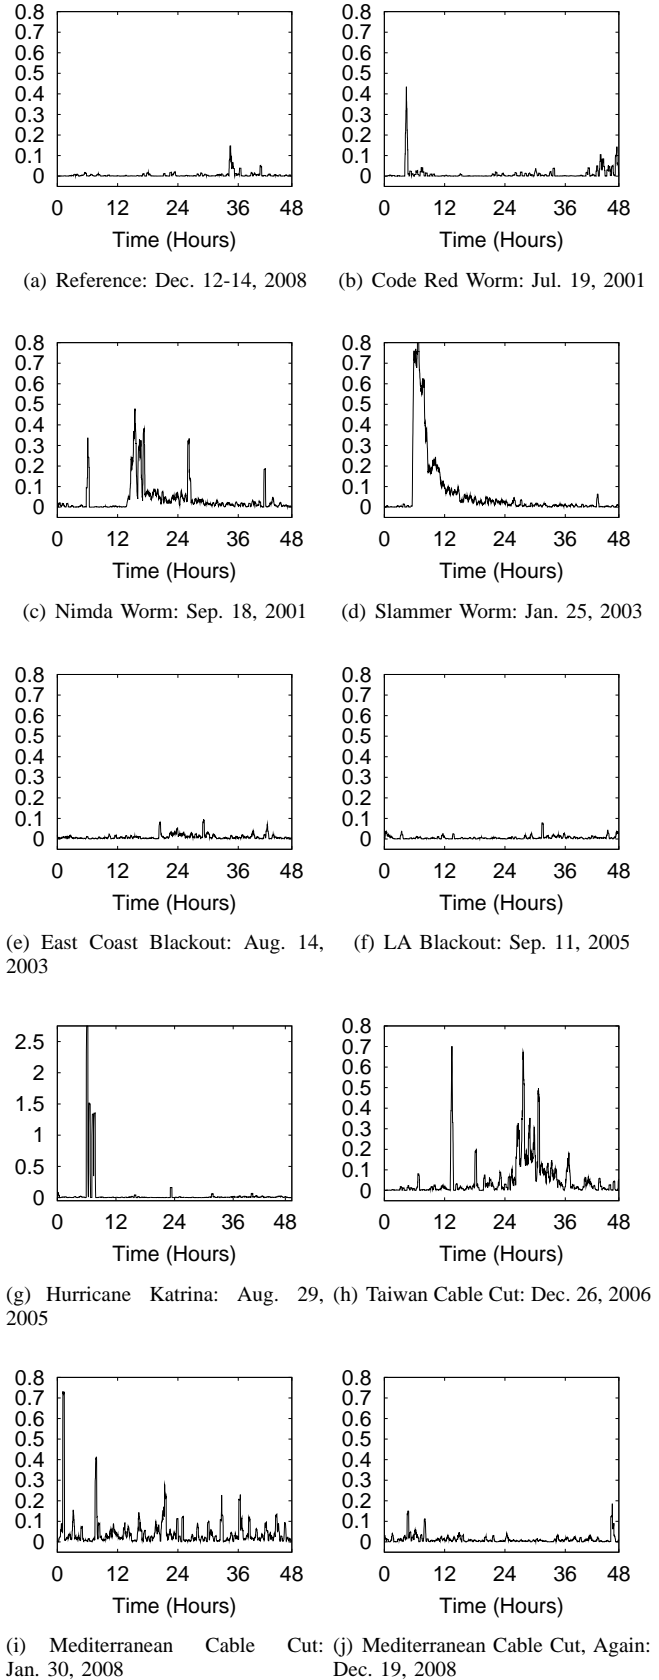 0.8 0.7 0.6 0.5 0.4 0.3 0.2 0.1 0
0 12 24 36 48
Time (Hours)
(a) Reference: Dec. 12-14, 2008
0.8 0.7 0.6 0.5 0.4 0.3 0.2 0.1 0
0 12 24 36 48
Time (Hours)
(b) Code Red Worm: Jul. 19, 2001
0.8 0.7 0.6 0.5 0.4 0.3 0.2 0.1 0
0 12 24 36 48
Time (Hours)
(c) Nimda Worm: Sep. 18, 2001
0.8 0.7 0.6 0.5 0.4 0.3 0.2 0.1 0
0 12 24 36 48
Time (Hours)
(d) Slammer Worm: Jan. 25, 2003
0.8 0.7 0.6 0.5 0.4 0.3 0.2 0.1 0
0 12 24 36 48
Time (Hours)
(e) East Coast Blackout: Aug. 14,
2003
0.8 0.7 0.6 0.5 0.4 0.3 0.2 0.1 0
0 12 24 36 48
Time (Hours)
(f) LA Blackout: Sep. 11, 2005
2.5 2 1.5 1 0.5 0
0 12 24 36 48
Time (Hours)
(g) Hurricane Katrina: Aug. 29,
2005
0.8 0.7 0.6 0.5 0.4 0.3 0.2 0.1 0
0 12 24 36 48
Time (Hours)
(h) Taiwan Cable Cut: Dec. 26, 2006
0.8 0.7 0.6 0.5 0.4 0.3 0.2 0.1 0
0 12 24 36 48
Time (Hours)
(i) Mediterranean Cable Cut:
Jan. 30, 2008
0.8 0.7 0.6 0.5 0.4 0.3 0.2 0.1 0
0 12 24 36 48
Time (Hours)
(j) Mediterranean Cable Cut, Again:
Dec. 19, 2008